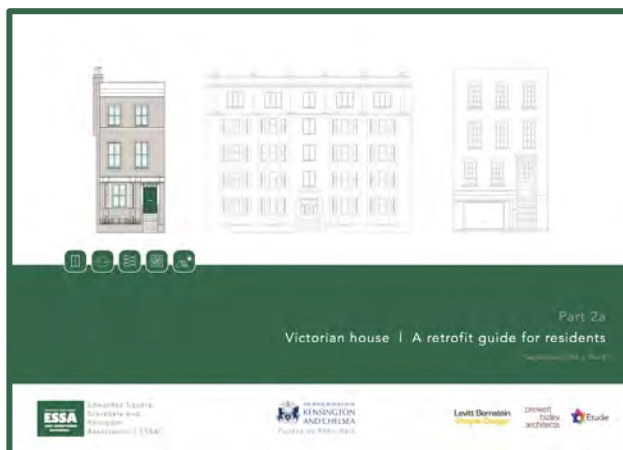 Part 2a
Victorian house | A retrofit guide for residents
ESSA
Edwardes Square,
Scarsdale and
Abingdon
Association (ESSA)
KENSINGTON
AND CHELSEA
Levitt Bernstein
People.Design
prewett
bizley
architects
Etude